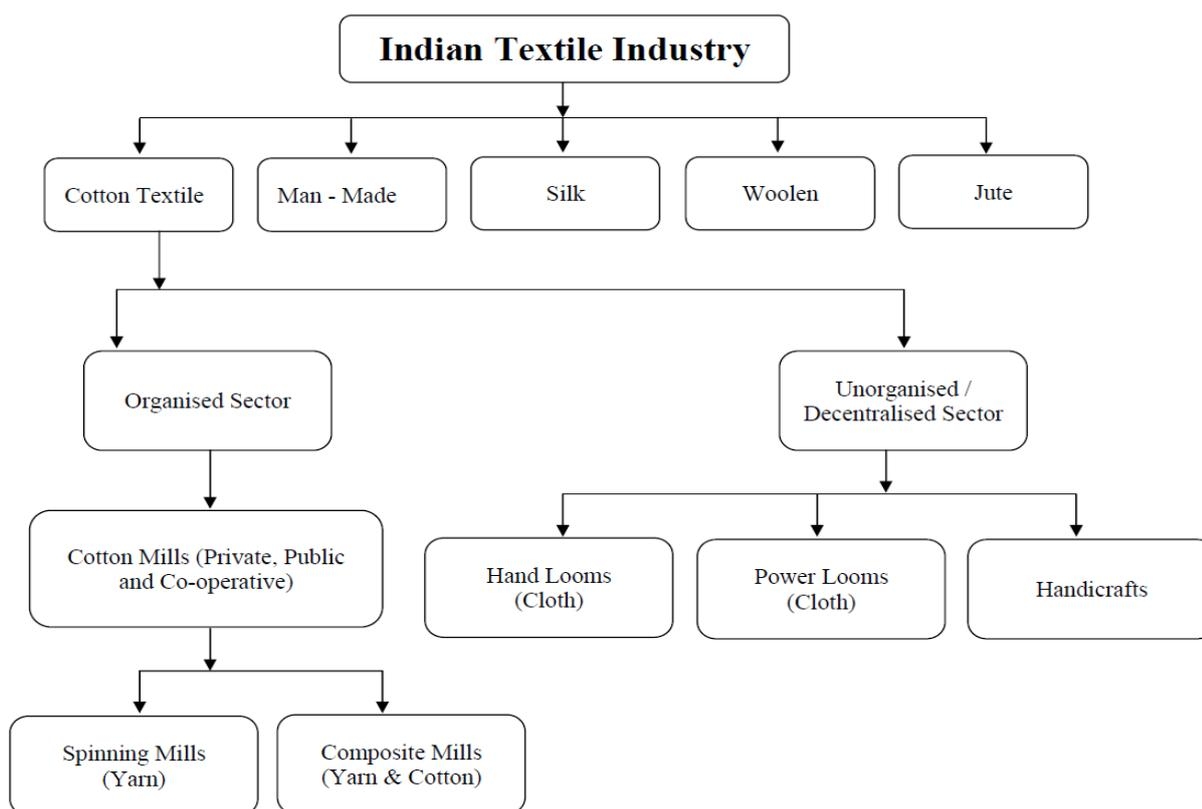 Indian Textile Industry
Cotton Textile
Man - Made
Silk
Woolen
Jute
Organised Sector
Unorganised /
Decentralised Sector
Cotton Mills (Private, Public
and Co-operative)
Hand Looms
(Cloth)
Power Looms
(Cloth)
Handicrafts
Spinning Mills
(Yarn)
Composite Mills
(Yarn & Cotton)